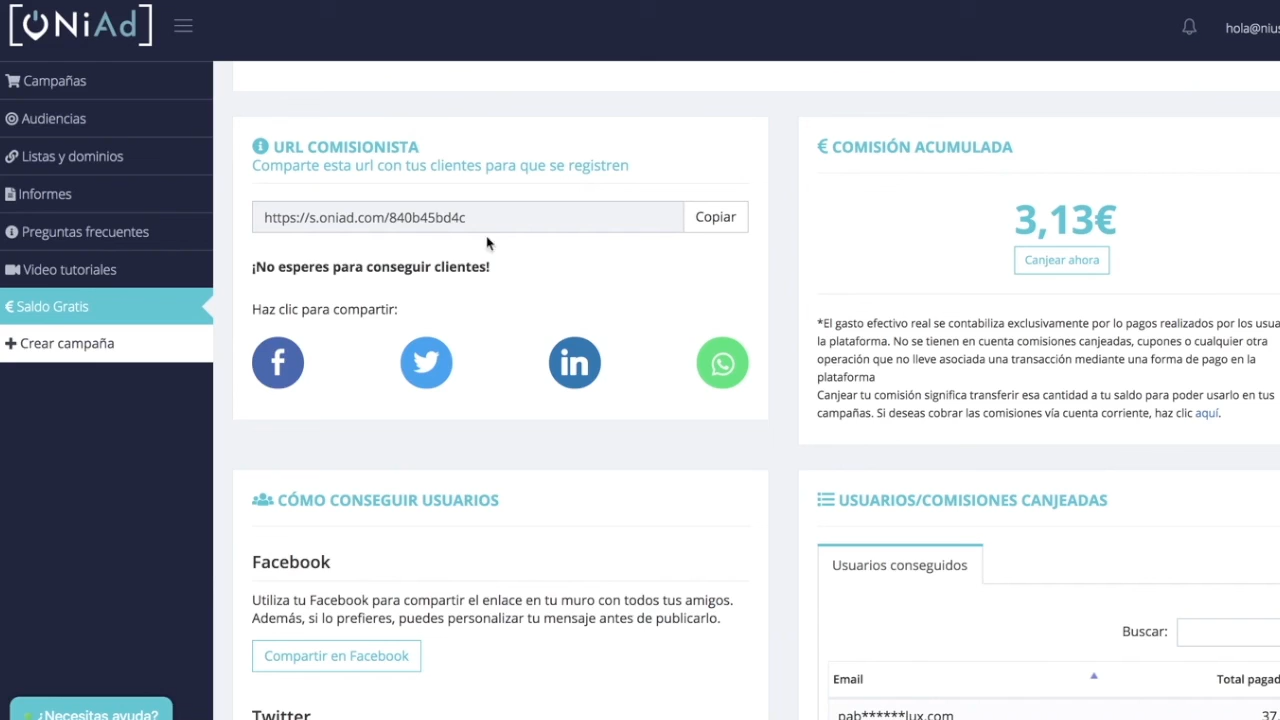 [ONiAd]
hola@nius
Campañas
Audiencias
Listas y dominios
Informes
Preguntas frecuentes
Video tutoriales
€ Saldo Gratis
+ Crear campaña
¿Necesitas ayuda?
URL COMISIONISTA
Comparte esta url con tus clientes para que se registren
https://s.oniad.com/840b45bd4c
Copiar
¡No esperes para conseguir clientes!
Haz clic para compartir:
€ COMISIÓN ACUMULADA
3,13€
Canjear ahora
*El gasto efectivo real se contabiliza exclusivamente por lo pagos realizados por los usua
la plataforma. No se tienen en cuenta comisiones canjeadas, cupones o cualquier otra
operación que no lleve asociada una transacción mediante una forma de pago en la
plataforma
Canjear tu comisión significa transferir esa cantidad a tu saldo para poder usarlo en tus
campañas. Si deseas cobrar las comisiones vía cuenta corriente, haz clic aquí.
CÓMO CONSEGUIR USUARIOS
Facebook
Utiliza tu Facebook para compartir el enlace en tu muro con todos tus amigos.
Además, si lo prefieres, puedes personalizar tu mensaje antes de publicarlo.
Compartir en Facebook
Twitter
USUARIOS/COMISIONES CANJEADAS
Usuarios conseguidos
Buscar:
Email
Total pagad
pab******lux.com
37